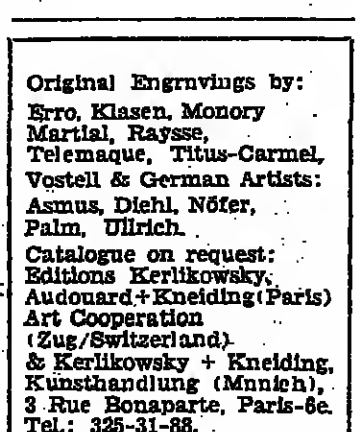 Original Engravings by:
Erro, Klasen, Monory
Martial, Raysse,
Telemaque, Titus-Carmel,
Vostell & German Artists:
Asmus, Diehl, Nöfer,
Palm, Ullrich.
Catalogue on request:
Editions Kerlikowsky,
Audouard+Kneiding(Paris)
Art Cooperation
(Zug/Switzerland)
& Kerlikowsky + Kneiding,
Kunsthandlung (Mnnich),
3 Rue Bonaparte, Paris-6e.
Tel.: 325-31-88.